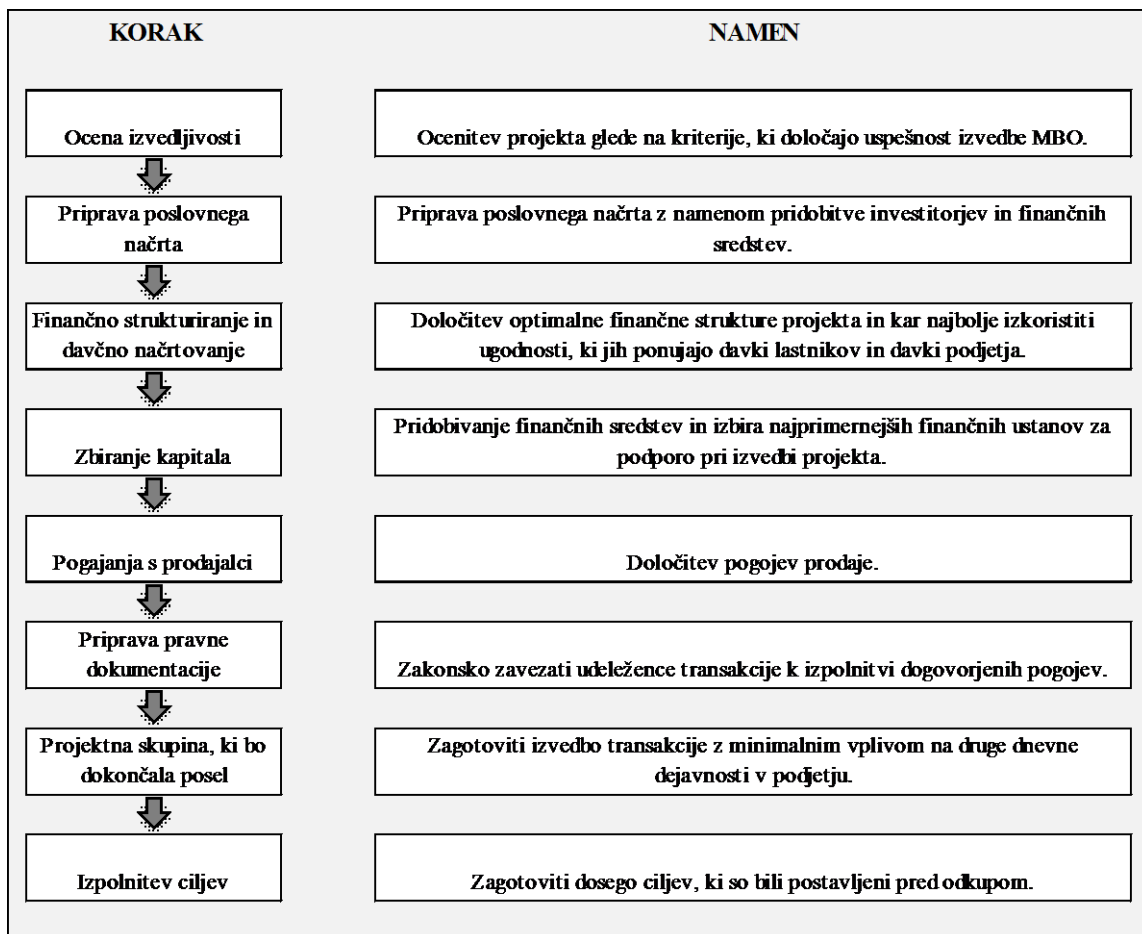 KORAK
NAMEN
Ocena izvedljivosti
Ocenitev projekta glede na kriterije, ki določajo uspešnost izvedbe MBO.
Priprava poslovnega
načrta
Priprava poslovnega načrta z namenom pridobitve investitorjev in finančnih
sredstev.
Finančno strukturiranje in
davčno načrtovanje
Določitev optimalne finančne strukture projekta in kar najbolje izkoristiti
ugodnosti, ki jih ponujajo davki lastnikov in davki podjetja.
Zbiranje kapitala
Pridobivanje finančnih sredstev in izbira najprimernejših finančnih ustanov za
podporo pri izvedbi projekta.
Pogajanja s prodajalci
Določitev pogojev prodaje.
Priprava pravne
dokumentacije
Zakonsko zavezati udeležence transakcije k izpolnitvi dogovorjenih pogojev.
Projektna skupina, ki bo
dokončala posel
Zagotoviti izvedbo transakcije z minimalnim vplivom na druge dnevne
dejavnosti v podjetju.
Izpolnitev ciljev
Zagotoviti dosego ciljev, ki so bili postavljeni pred odkupom.